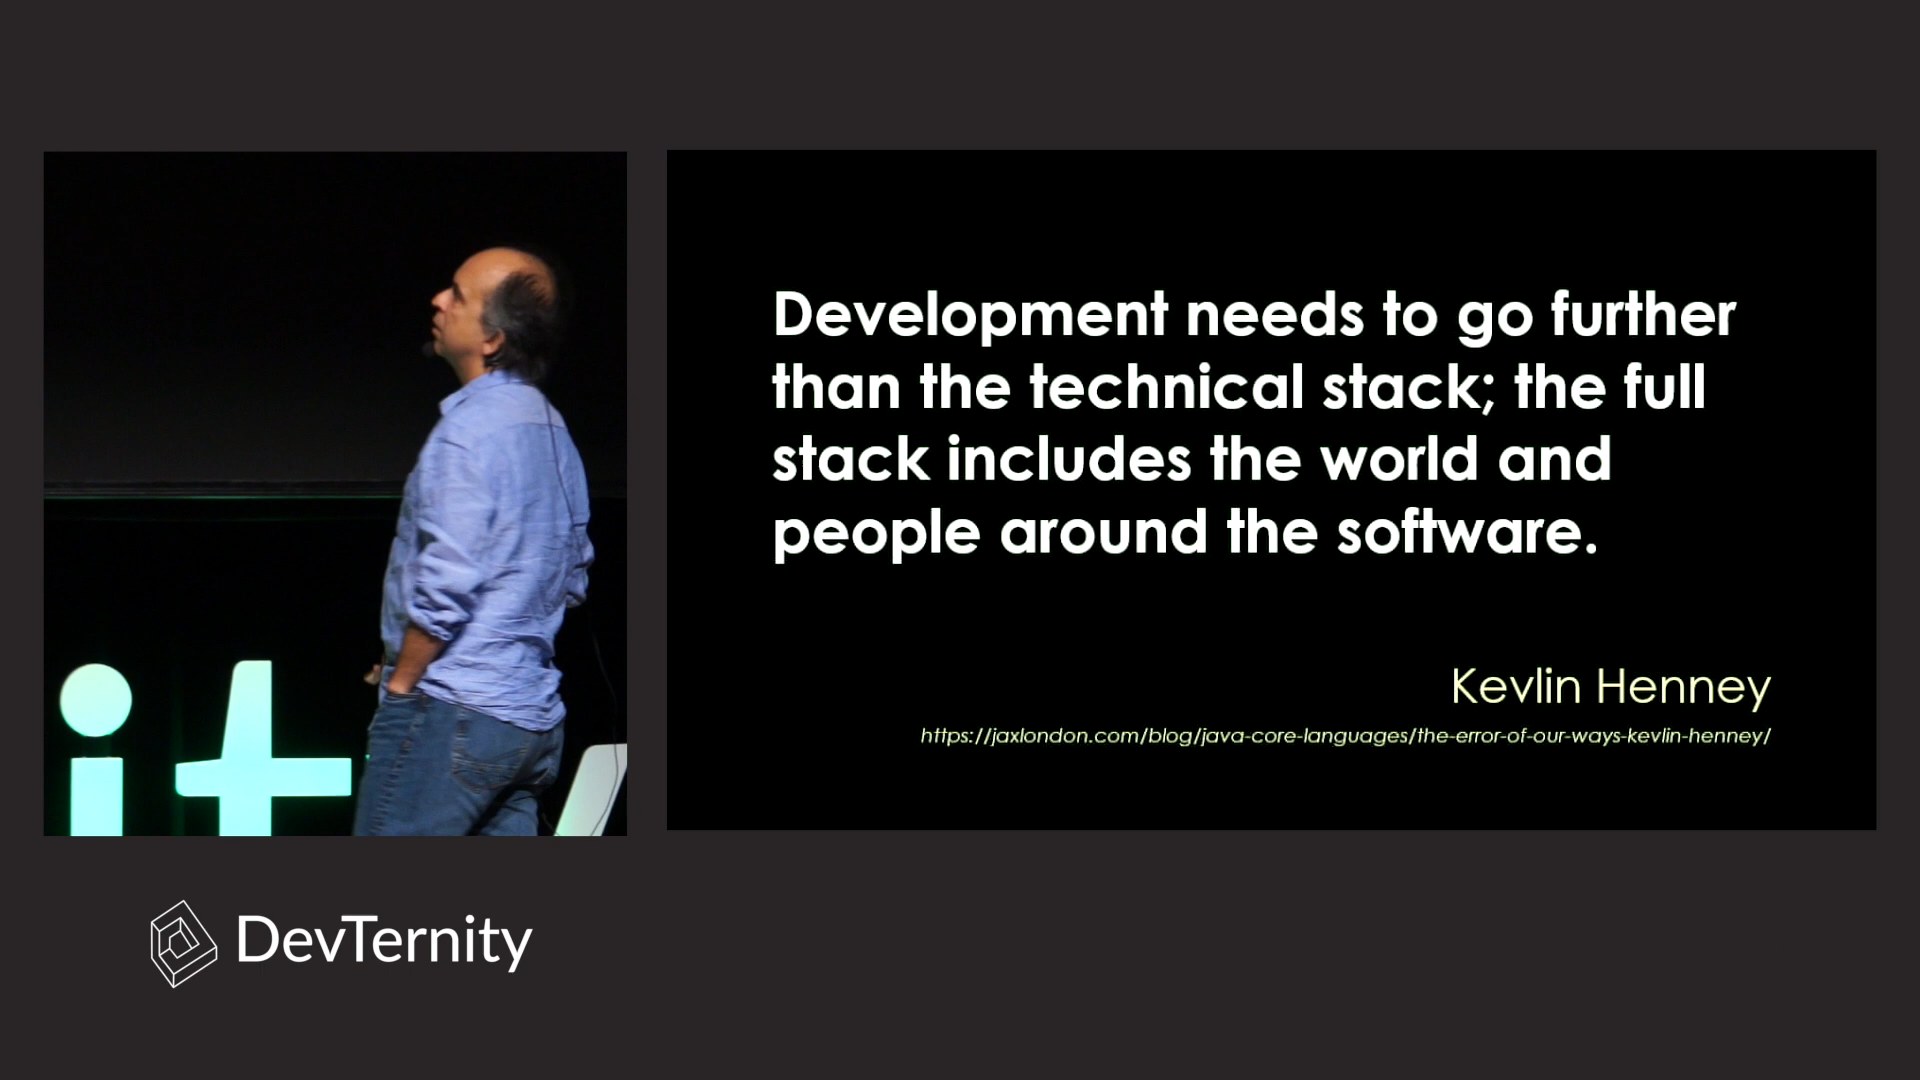 Development needs to go further
than the technical stack; the full
stack includes the world and
people around the software.
Kevlin Henney
https://jaxlondon.com/blog/java-core-languages/the-error-of-our-ways-kevlin-henney/
it
DevTernity